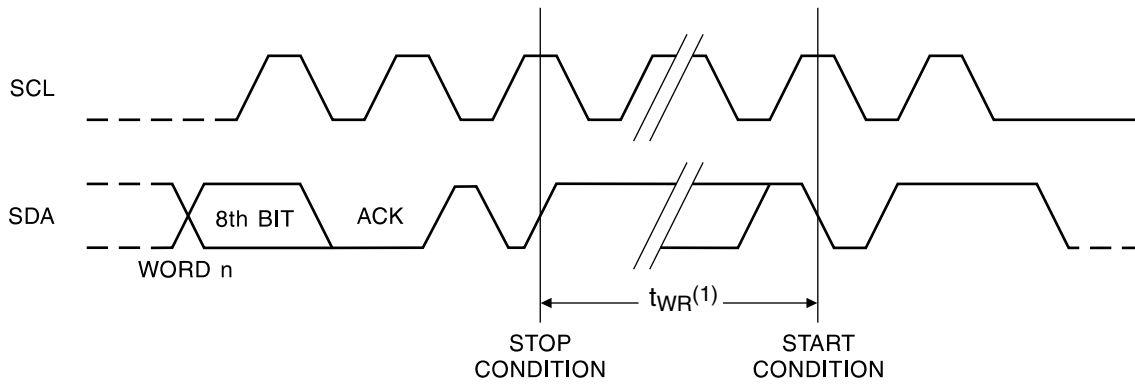 SCL
SDA
8th BIT
ACK
WORD n
tWR(1)
STOP
CONDITION
START
CONDITION